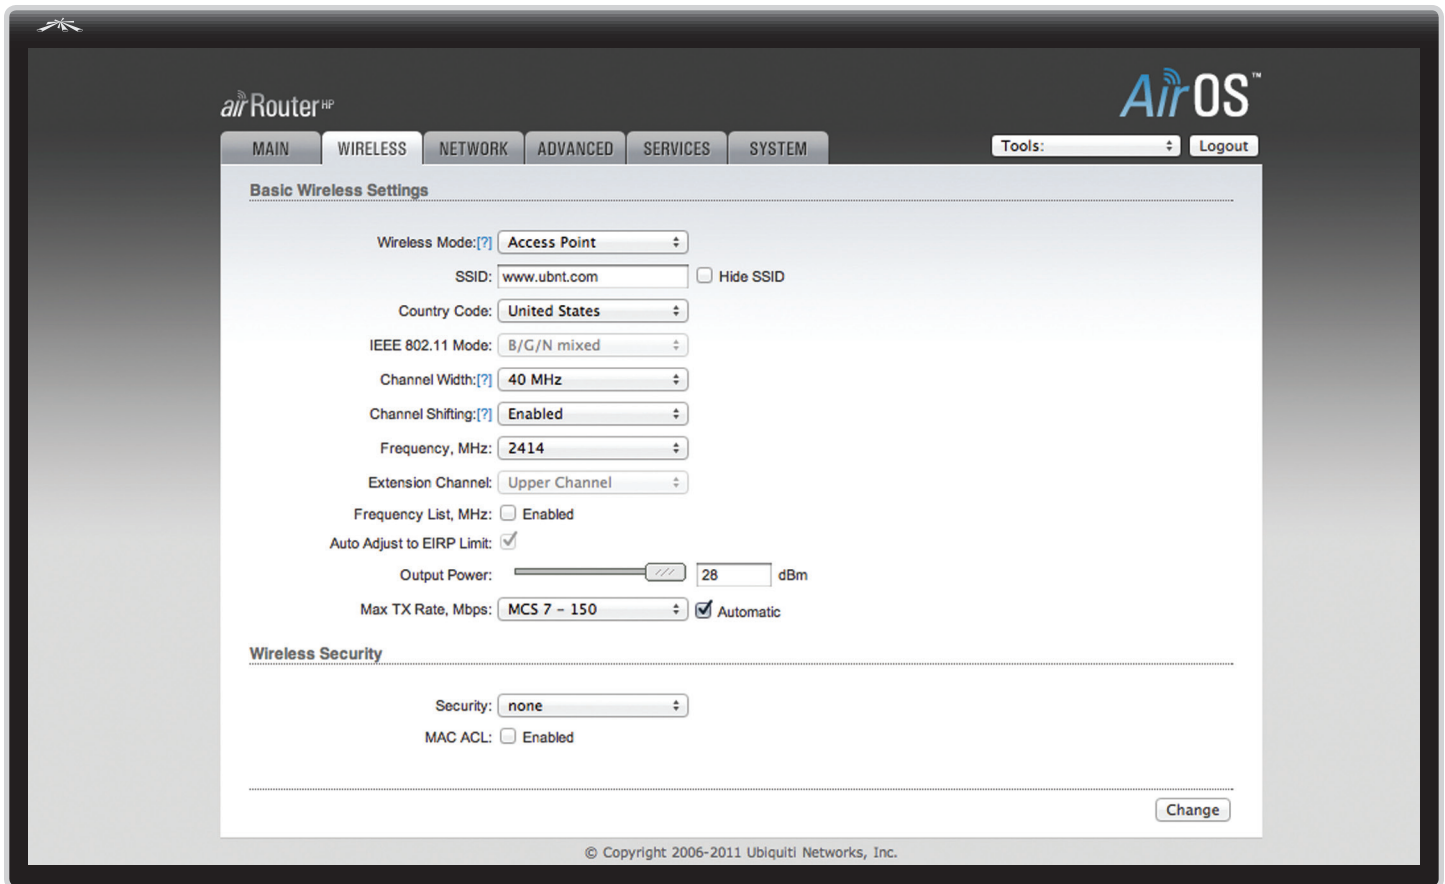 airRouter HP
AirOS™
MAIN WIRELESS NETWORK ADVANCED SERVICES SYSTEM Tools: Logout
Basic Wireless Settings
Wireless Mode:[?] Access Point
SSID: www.ubnt.com Hide SSID
Country Code: United States
IEEE 802.11 Mode: B/G/N mixed
Channel Width:[?] 40 MHz
Channel Shifting:[?] Enabled
Frequency, MHz: 2414
Extension Channel: Upper Channel
Frequency List, MHz: Enabled
Auto Adjust to EIRP Limit:
Output Power: 28 dBm
Max TX Rate, Mbps: MCS 7 - 150 Automatic
Wireless Security
Security: none
MAC ACL: Enabled
Change
© Copyright 2006-2011 Ubiquiti Networks, Inc.